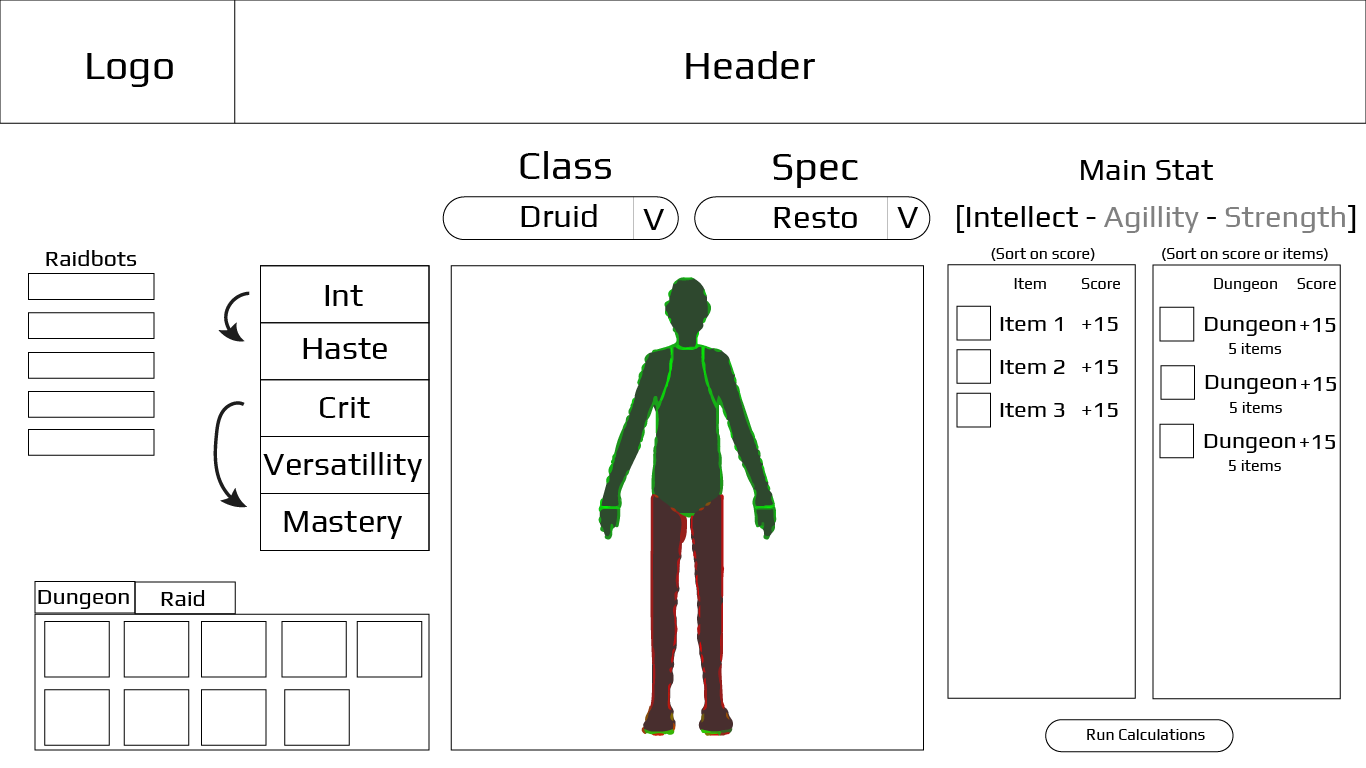 Logo
Header
Class
Spec
Main Stat
Druid V
Resto V
[Intellect - Agillity - Strength]
Raidbots
(Sort on score)
(Sort on score or items)
Int
Haste
Crit
Versatillity
Mastery
Item Score
Item 1 +15
Item 2 +15
Item 3 +15
Dungeon Score
Dungeon +15
5 items
Dungeon +15
5 items
Dungeon +15
5 items
Dungeon Raid
Run Calculations